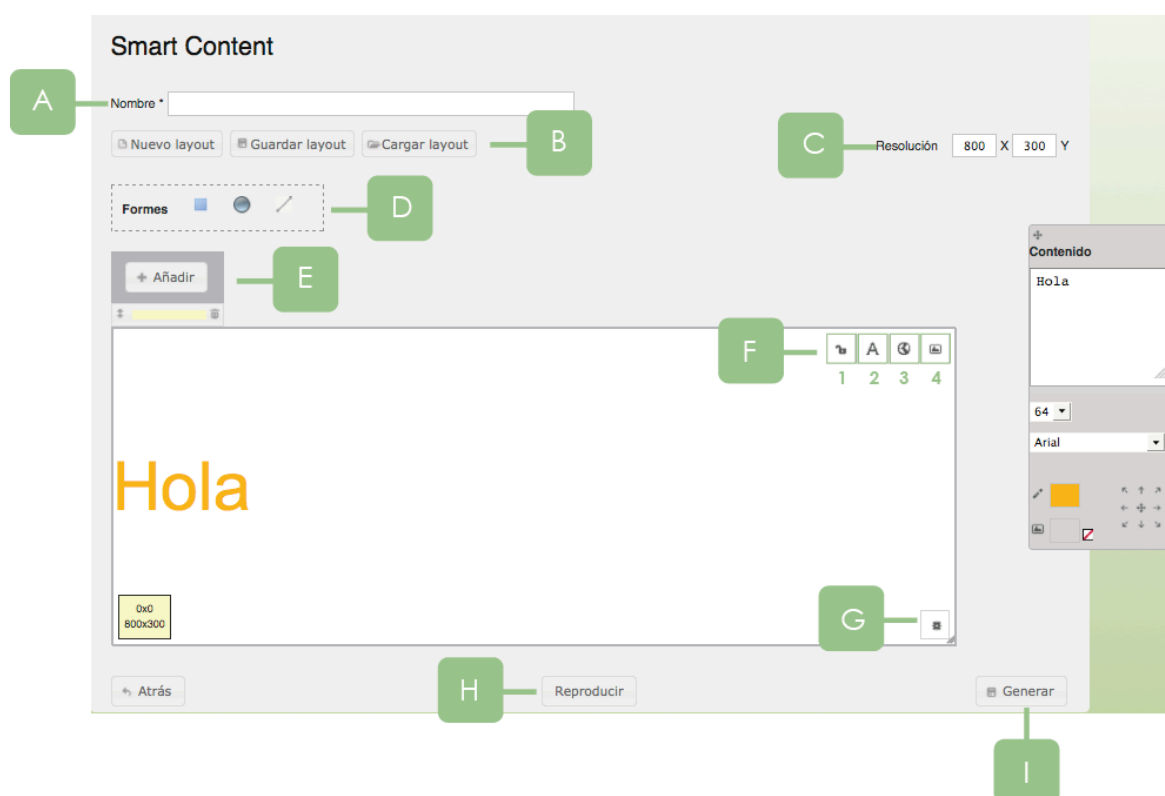 Smart Content
A
Nombre *
Nuevo layout
Guardar layout
Cargar layout
B
C
Resolución 800 X 300 Y
Formes
D
Contenido
Hola
Añadir
E
F
A
1 2 3 4
64
Arial
Hola
0x0
800x300
G
Atrás
H
Reproducir
Generar
I